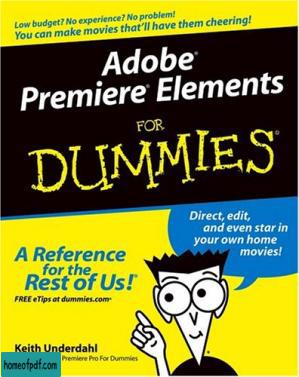 Low budget? No experience? No problem!
You can make movies that'll have them cheering!
Adobe®
Premiere® Elements
FOR
DUMMIES®
Direct, edit,
and even star in
your own home
movies!
A Reference
for the
Rest of Us!®
FREE eTips at dummies.com®
Keith Underdahl
Premiere Pro For Dummies
homeofpdf.com